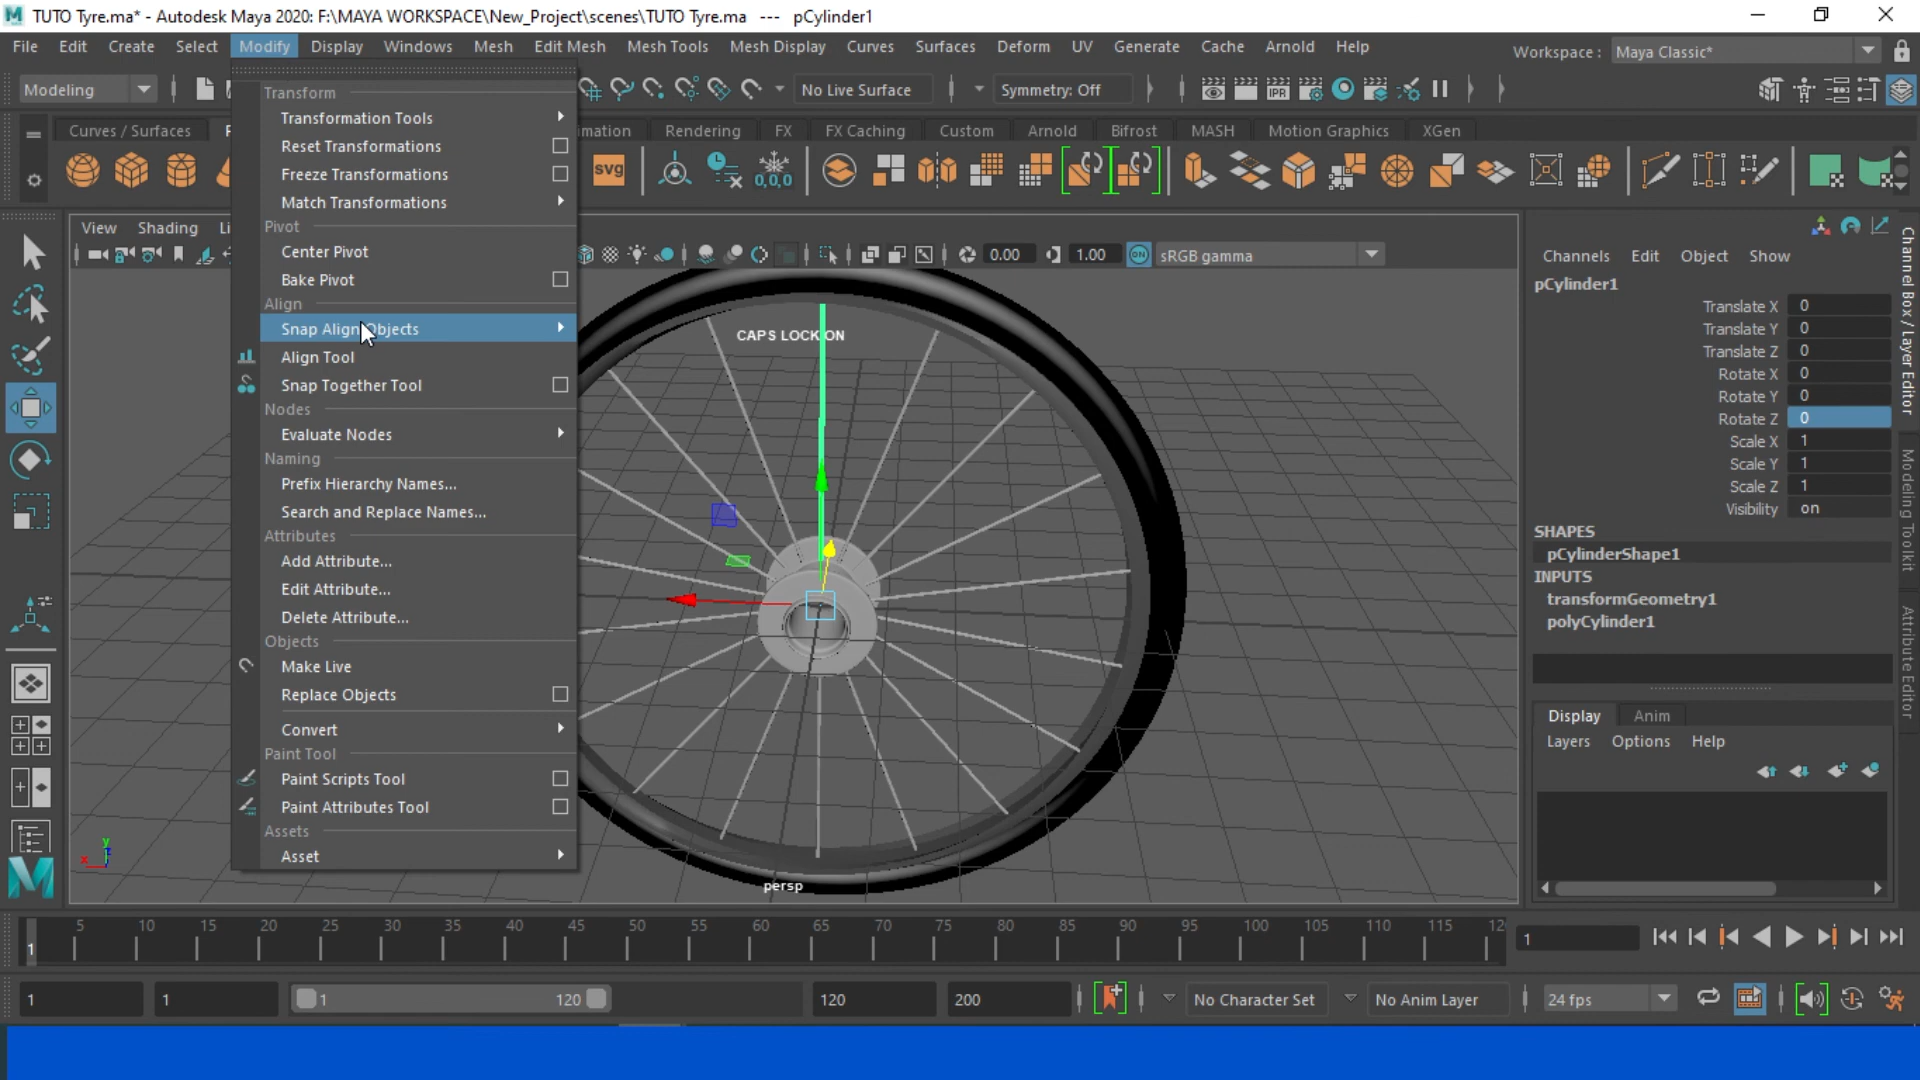 TUTO Tyre.ma* - Autodesk Maya 2020: F:\MAYA WORKSPACE\New_Project\scenes\TUTO Tyre.ma --- pCylinder1
File Edit Create Select Modify Display Windows Mesh Edit Mesh Mesh Tools Mesh Display Curves Surfaces Deform UV Generate Cache Arnold Help Workspace : Maya Classic*
Modeling No Live Surface Symmetry: Off IPR
Curves / Surfaces Rendering FX FX Caching Custom Arnold Bifrost MASH Motion Graphics XGen
svg 0,0,0
View Shading
0.00 1.00 ON sRGB gamma
Transform
Transformation Tools
Reset Transformations
Freeze Transformations
Match Transformations
Pivot
Center Pivot
Bake Pivot
Align
Snap Align Objects
Align Tool
Snap Together Tool
Nodes
Evaluate Nodes
Naming
Prefix Hierarchy Names...
Search and Replace Names...
Attributes
Add Attribute...
Edit Attribute...
Delete Attribute...
Objects
Make Live
Replace Objects
Convert
Paint Tool
Paint Scripts Tool
Paint Attributes Tool
Assets
Asset
CAPS LOCK ON
persp
y
x
Channels Edit Object Show
pCylinder1
Translate X 0
Translate Y 0
Translate Z 0
Rotate X 0
Rotate Y 0
Rotate Z 0
Scale X 1
Scale Y 1
Scale Z 1
Visibility on
SHAPES
pCylinderShape1
INPUTS
transformGeometry1
polyCylinder1
Display Anim
Layers Options Help
Channel Box / Layer Editor
Modeling Toolkit
Attribute Editor
1 5 10 15 20 25 30 35 40 45 50 55 60 65 70 75 80 85 90 95 100 105 110 115 12 1
1 1 1 120 120 200 No Character Set No Anim Layer 24 fps